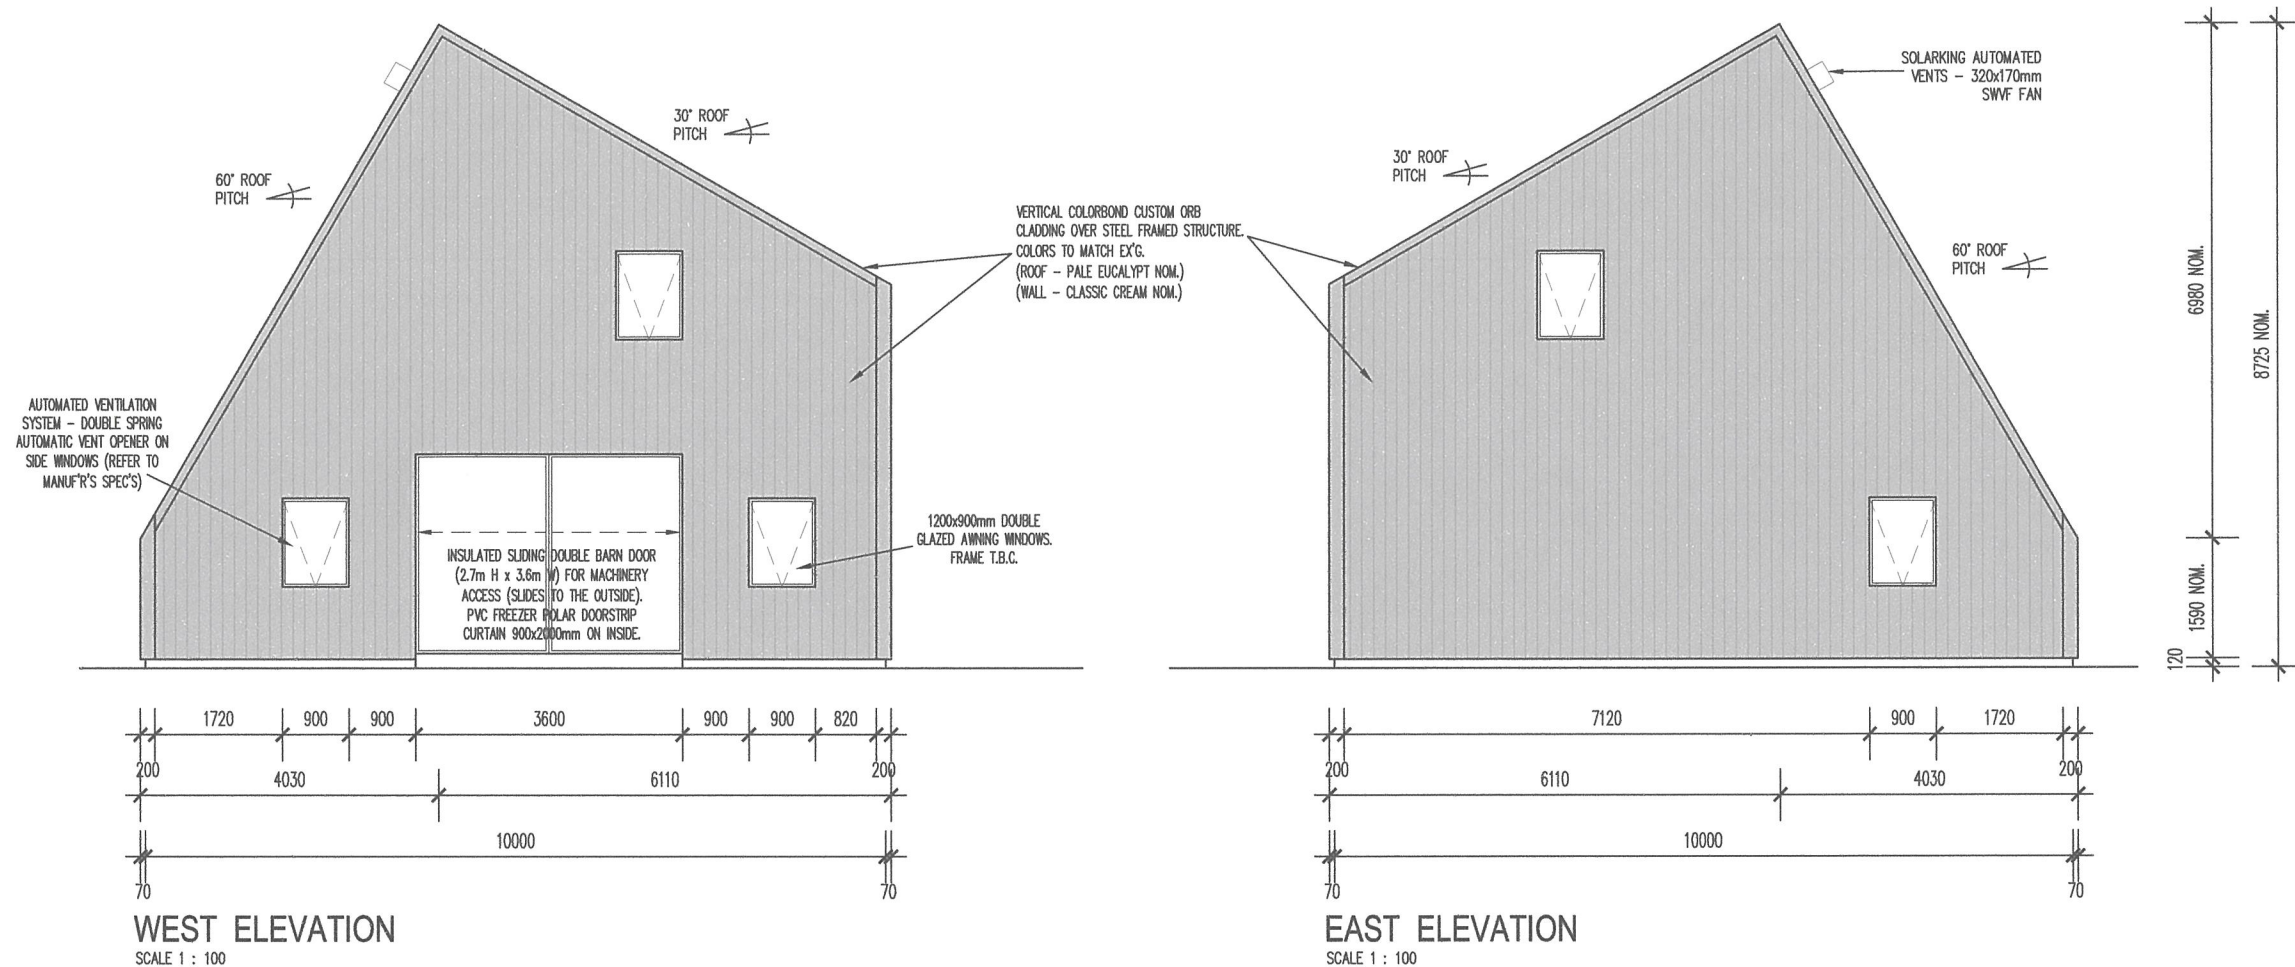 SOLARKING AUTOMATED
VENTS - 320x170mm
SWVF FAN
30° ROOF
PITCH
60° ROOF
PITCH
VERTICAL COLORBOND CUSTOM ORB
CLADDING OVER STEEL FRAMED STRUCTURE.
COLORS TO MATCH EX'G.
(ROOF - PALE EUCALYPT NOM.)
(WALL - CLASSIC CREAM NOM.)
30° ROOF
PITCH
60° ROOF
PITCH
6980 NOM.
8725 NOM.
1590 NOM.
120
AUTOMATED VENTILATION
SYSTEM - DOUBLE SPRING
AUTOMATIC VENT OPENER ON
SIDE WINDOWS (REFER TO
MANUF'R'S SPEC'S)
INSULATED SLIDING DOUBLE BARN DOOR
(2.7m H x 3.6m W) FOR MACHINERY
ACCESS (SLIDES TO THE OUTSIDE).
PVC FREEZER POLAR DOORSTRIP
CURTAIN 900x2000mm ON INSIDE.
1200x900mm DOUBLE
GLAZED AWNING WINDOWS.
FRAME T.B.C.
1720 900 900 3600 900 900 820
200 200
4030 6110
10000
70 70
WEST ELEVATION
SCALE 1 : 100
7120 900 1720
200 200
6110 4030
10000
70 70
EAST ELEVATION
SCALE 1 : 100